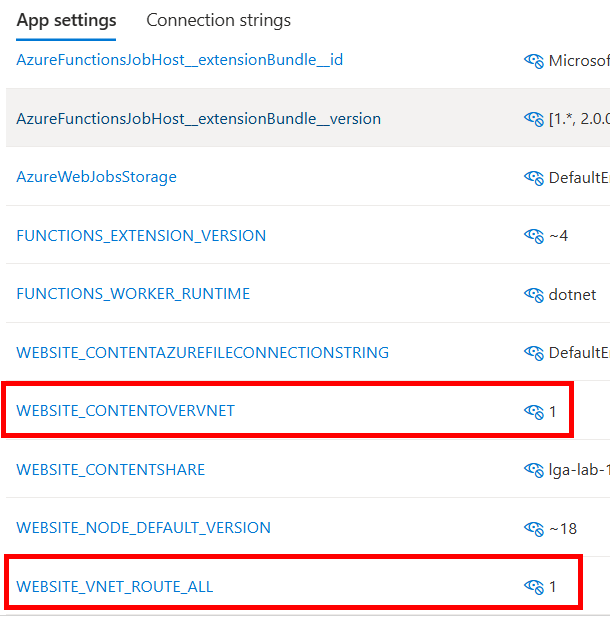 App settings Connection strings
AzureFunctionsJobHost__extensionBundle__id Microsof
AzureFunctionsJobHost__extensionBundle__version [1.*, 2.0.0
AzureWebJobsStorage DefaultE
FUNCTIONS_EXTENSION_VERSION ~4
FUNCTIONS_WORKER_RUNTIME dotnet
WEBSITE_CONTENTAZUREFILECONNECTIONSTRING DefaultE
WEBSITE_CONTENTOVERVNET 1
WEBSITE_CONTENTSHARE lga-lab-1
WEBSITE_NODE_DEFAULT_VERSION ~18
WEBSITE_VNET_ROUTE_ALL 1